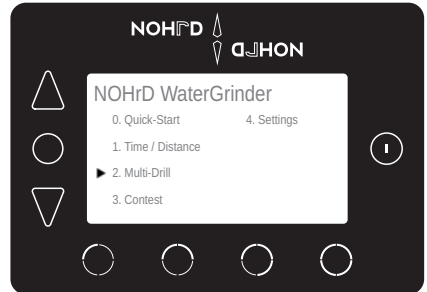 NOHrD
NOHrD
NOHrD WaterGrinder
0. Quick-Start
4. Settings
1. Time / Distance
2. Multi-Drill
3. Contest